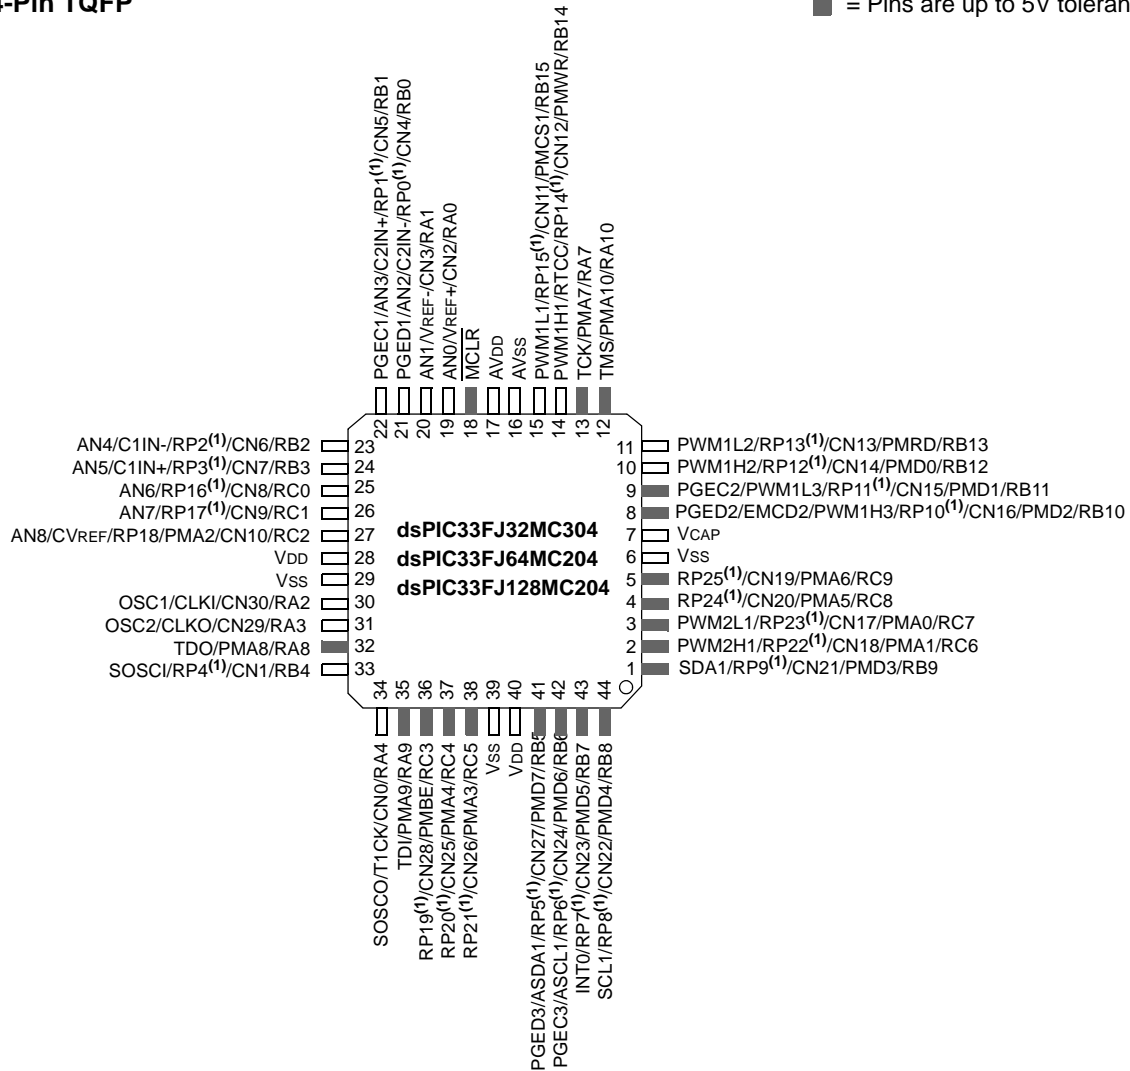 4-Pin TQFP
= Pins are up to 5V toleran
PGEC1/AN3/C2IN+/RP1(1)/CN5/RB1
PGED1/AN2/C2IN-/RP0(1)/CN4/RB0
AN1/VREF-/CN3/RA1
AN0/VREF+/CN2/RA0
MCLR
AVDD
AVSS
PWM1L1/RP15(1)/CN11/PMCS1/RB15
PWM1H1/RTCC/RP14(1)/CN12/PMWR/RB14
TCK/PMA7/RA7
TMS/PMA10/RA10
22 21 20 19 18 17 16 15 14 13 12
AN4/C1IN-/RP2(1)/CN6/RB2 23
AN5/C1IN+/RP3(1)/CN7/RB3 24
AN6/RP16(1)/CN8/RC0 25
AN7/RP17(1)/CN9/RC1 26
AN8/CVREF/RP18/PMA2/CN10/RC2 27
VDD 28
VSS 29
OSC1/CLKI/CN30/RA2 30
OSC2/CLKO/CN29/RA3 31
TDO/PMA8/RA8 32
SOSCI/RP4(1)/CN1/RB4 33
dsPIC33FJ32MC304
dsPIC33FJ64MC204
dsPIC33FJ128MC204
11 PWM1L2/RP13(1)/CN13/PMRD/RB13
10 PWM1H2/RP12(1)/CN14/PMD0/RB12
9 PGEC2/PWM1L3/RP11(1)/CN15/PMD1/RB11
8 PGED2/EMCD2/PWM1H3/RP10(1)/CN16/PMD2/RB10
7 VCAP
6 VSS
5 RP25(1)/CN19/PMA6/RC9
4 RP24(1)/CN20/PMA5/RC8
3 PWM2L1/RP23(1)/CN17/PMA0/RC7
2 PWM2H1/RP22(1)/CN18/PMA1/RC6
1 SDA1/RP9(1)/CN21/PMD3/RB9
34 35 36 37 38 39 40 41 42 43 44
SOSCO/T1CK/CN0/RA4
TDI/PMA9/RA9
RP19(1)/CN28/PMBE/RC3
RP20(1)/CN25/PMA4/RC4
RP21(1)/CN26/PMA3/RC5
VSS
VDD
PGED3/ASDA1/RP5(1)/CN27/PMD7/RB5
PGEC3/ASCL1/RP6(1)/CN24/PMD6/RB6
INT0/RP7(1)/CN23/PMD5/RB7
SCL1/RP8(1)/CN22/PMD4/RB8